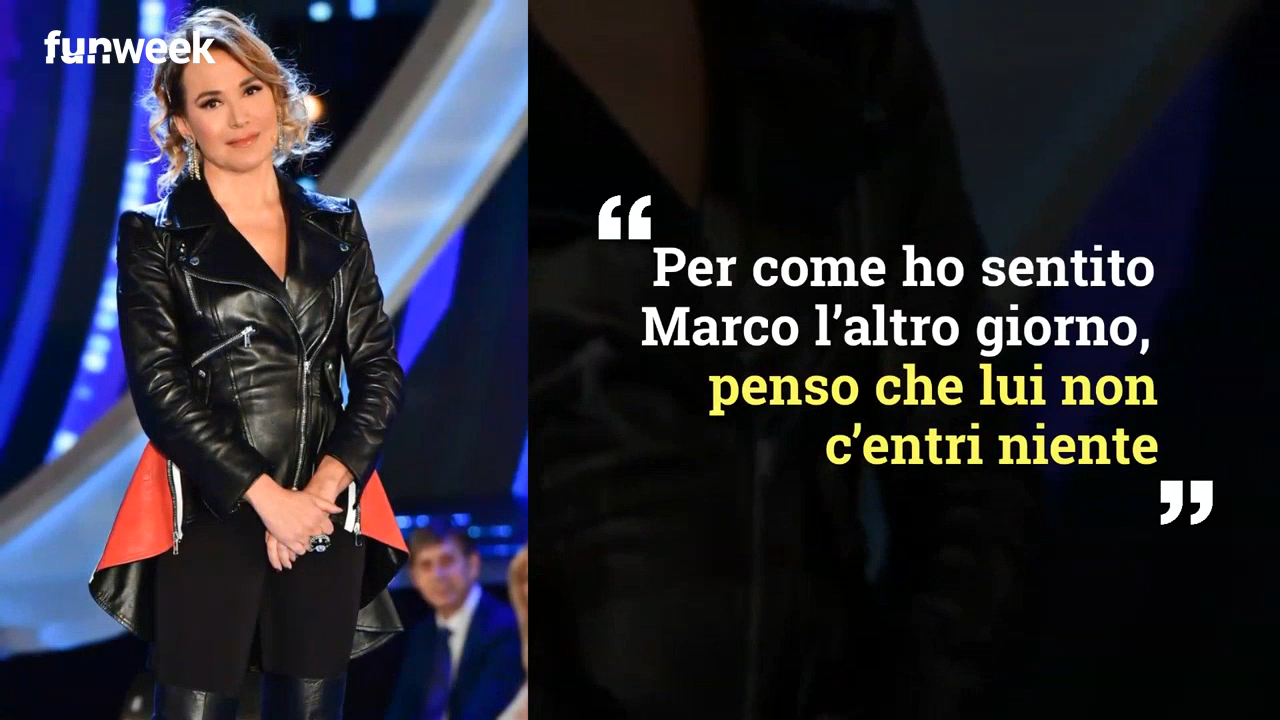 funweek
“Per come ho sentito
Marco l’altro giorno,
penso che lui non
c’entri niente”